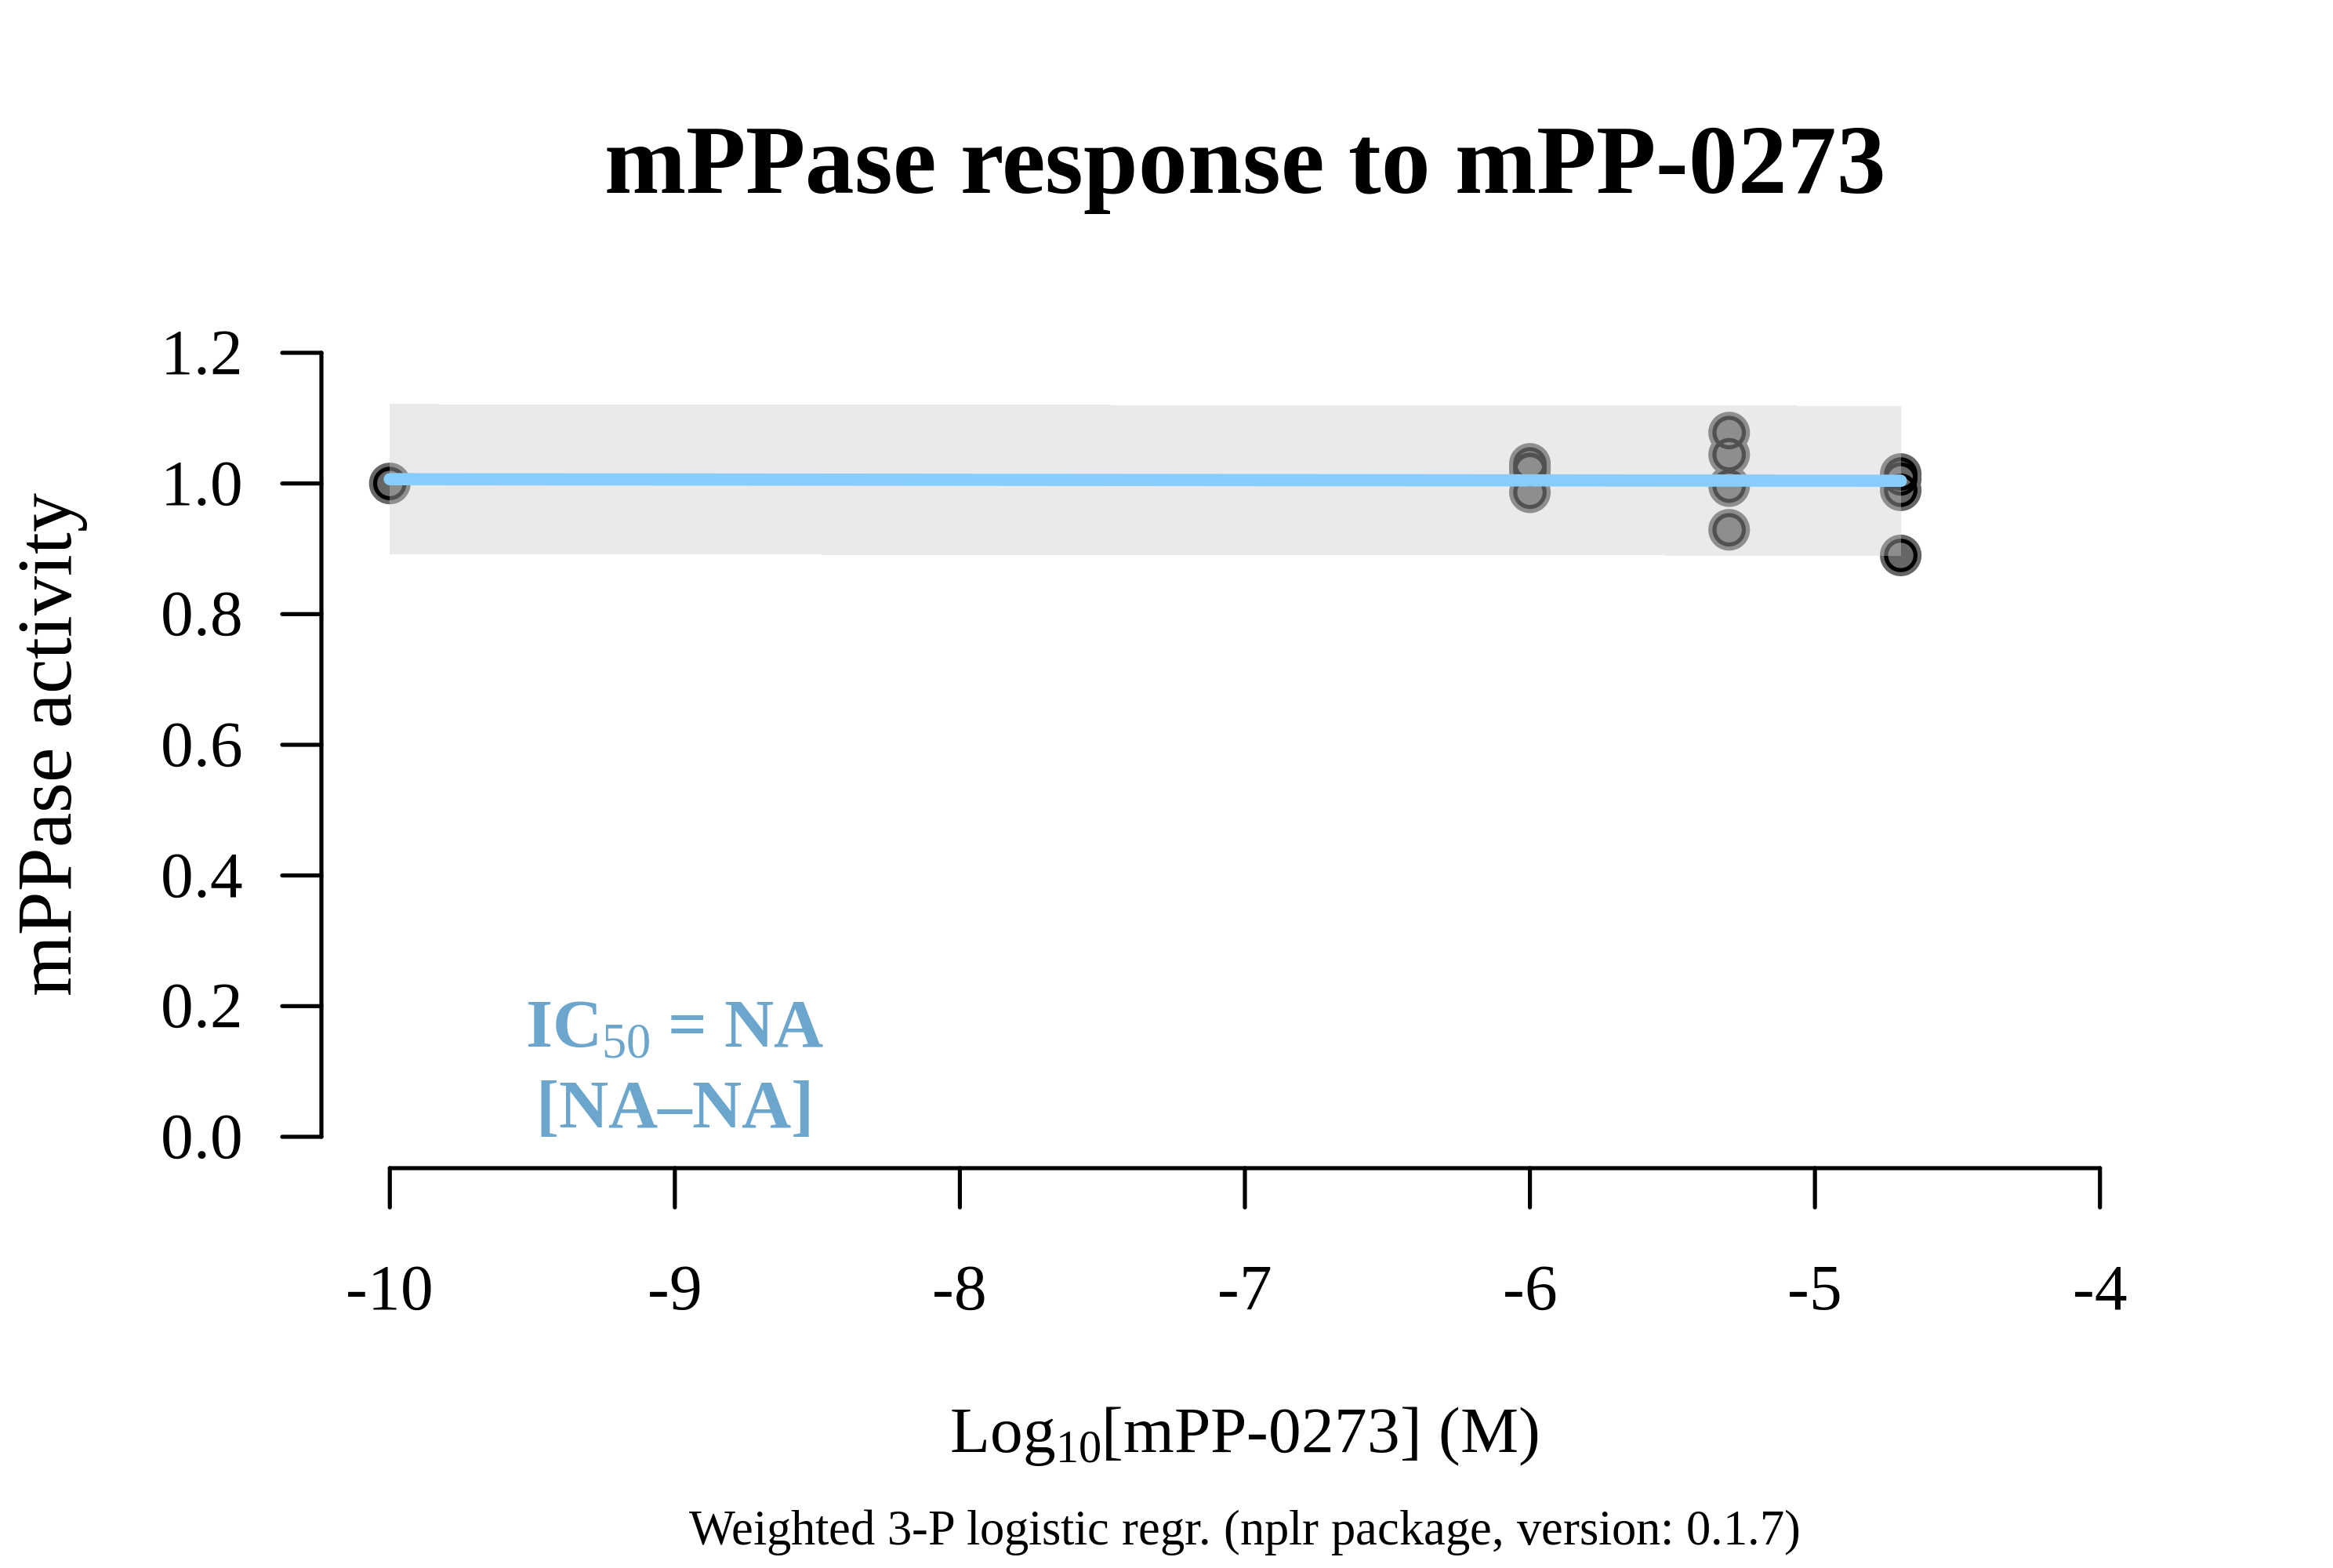 mPPase response to mPP-0273
mPPase activity
1.2
1.0
0.8
0.6
0.4
0.2
0.0
IC50 = NA
[NA–NA]
-10 -9 -8 -7 -6 -5 -4
Log10[mPP-0273] (M)
Weighted 3-P logistic regr. (nplr package, version: 0.1.7)